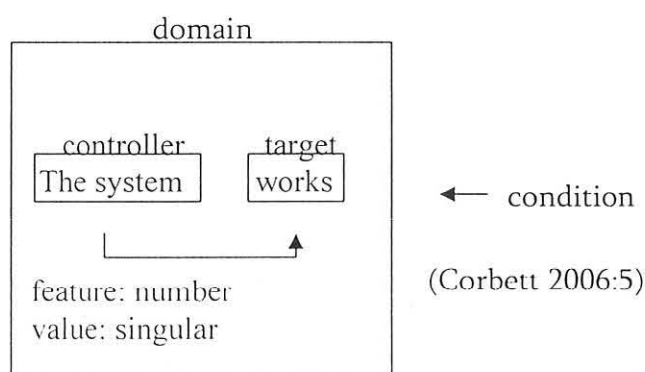 domain
controller target
The system works
condition
feature: number
value: singular
(Corbett 2006:5)